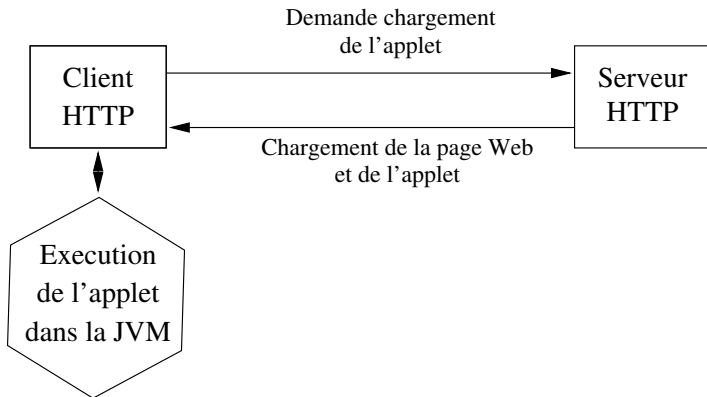 Demande chargement
de l'applet
Client
HTTP
Serveur
HTTP
Chargement de la page Web
et de l'applet
Execution
de l'applet
dans la JVM